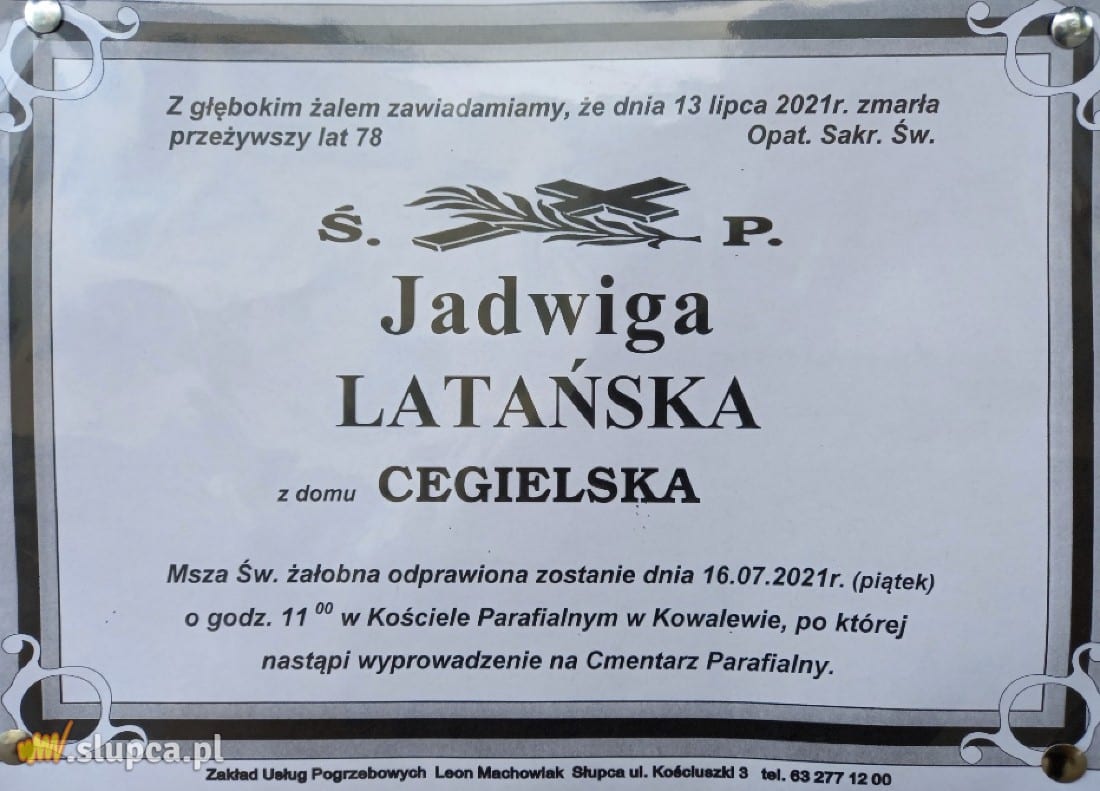 Z głębokim żalem zawiadamiamy, że dnia 13 lipca 2021r. zmarła
przeżywszy lat 78 Opat. Sakr. Św.
Ś. P.
Jadwiga
LATAŃSKA
z domu CEGIELSKA
Msza Św. żałobna odprawiona zostanie dnia 16.07.2021r. (piątek)
o godz. 11 00 w Kościele Parafialnym w Kowalewie, po której
nastąpi wyprowadzenie na Cmentarz Parafialny.
.slupca.pl
Zakład Usług Pogrzebowych Leon Machowiak Słupca ul. Kościuszki 3 tel. 63 277 12 00